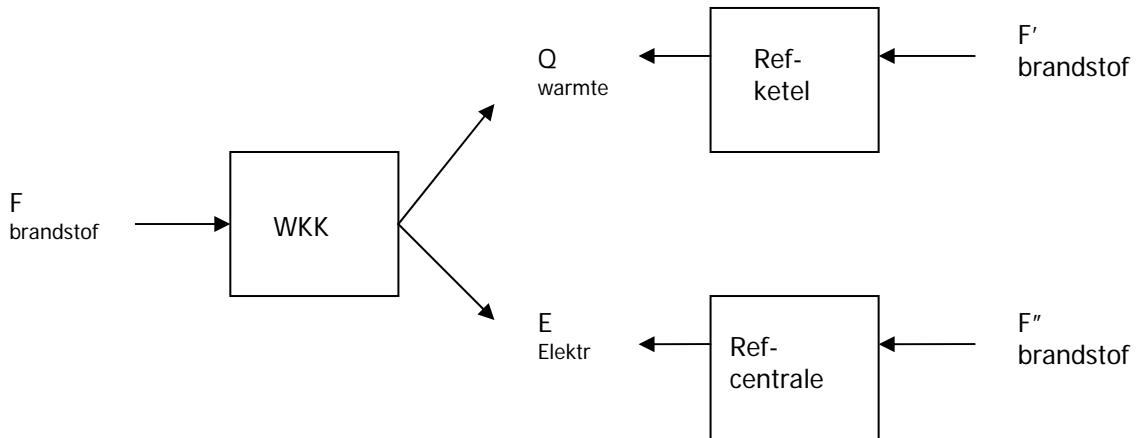 F
brandstof
WKK
Q
warmte
Ref-
ketel
F′
brandstof
E
Elektr
Ref-
centrale
F″
brandstof